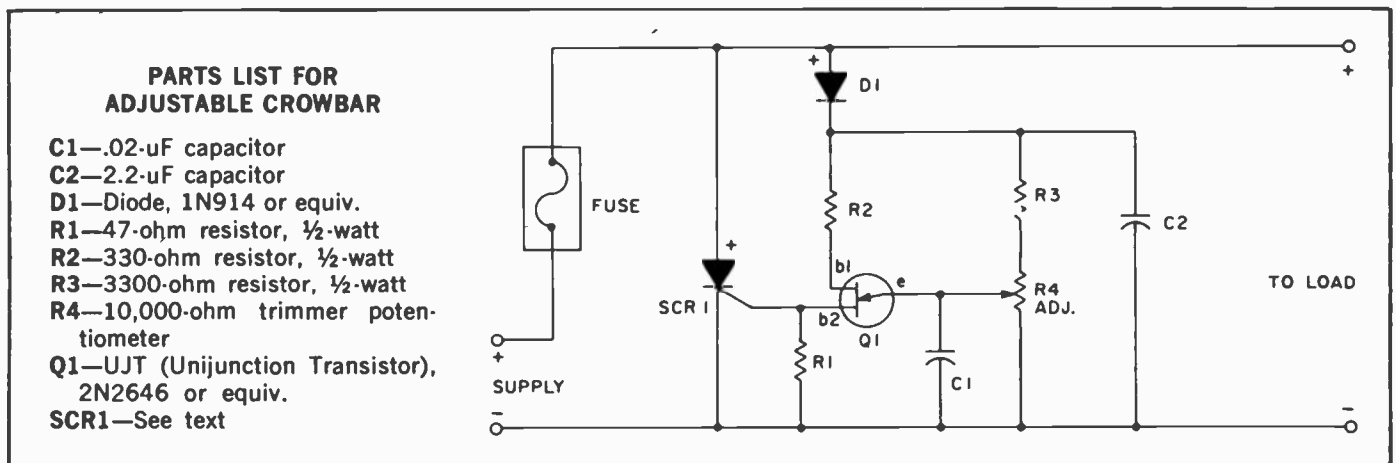 PARTS LIST FOR
ADJUSTABLE CROWBAR
C1—.02-uF capacitor
C2—2.2-uF capacitor
D1—Diode, 1N914 or equiv.
R1—47-ohm resistor, ½-watt
R2—330-ohm resistor, ½-watt
R3—3300-ohm resistor, ½-watt
R4—10,000-ohm trimmer poten-
tiometer
Q1—UJT (Unijunction Transistor),
2N2646 or equiv.
SCR1—See text
FUSE
+
SUPPLY
-
+
SCR1
+
D1
R2
b1
e
b2
Q1
R1
C1
R3
R4
ADJ.
C2
+
TO LOAD
-